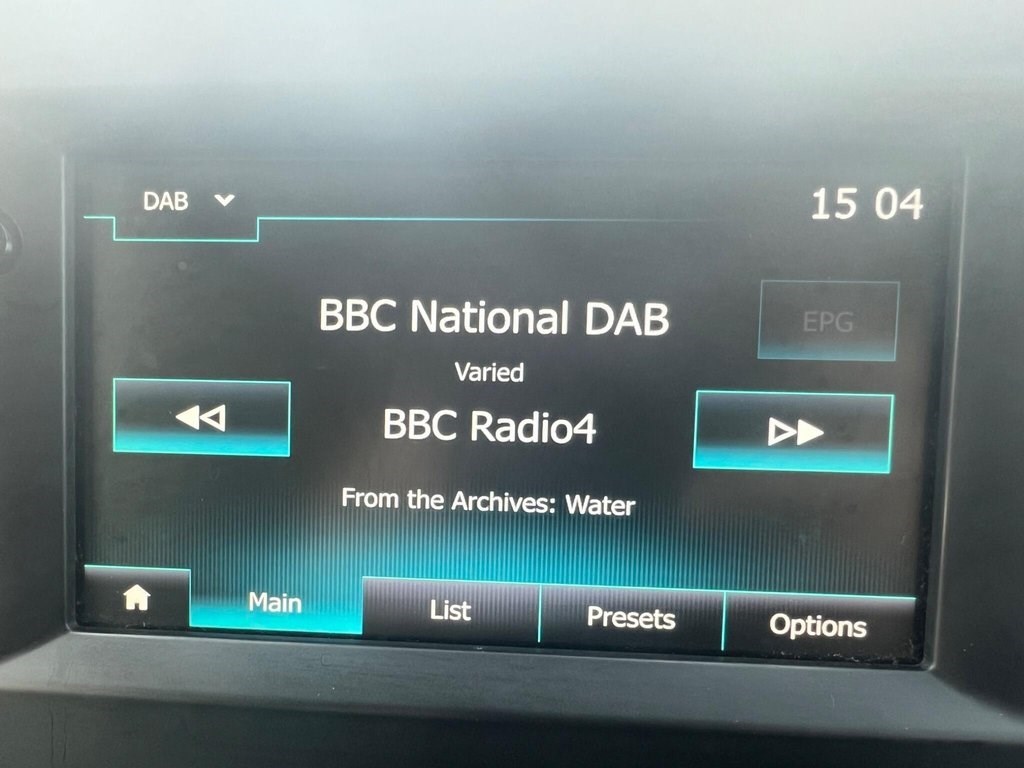 DAB
15 04
BBC National DAB
EPG
Varied
BBC Radio4
From the Archives: Water
Main
List
Presets
Options